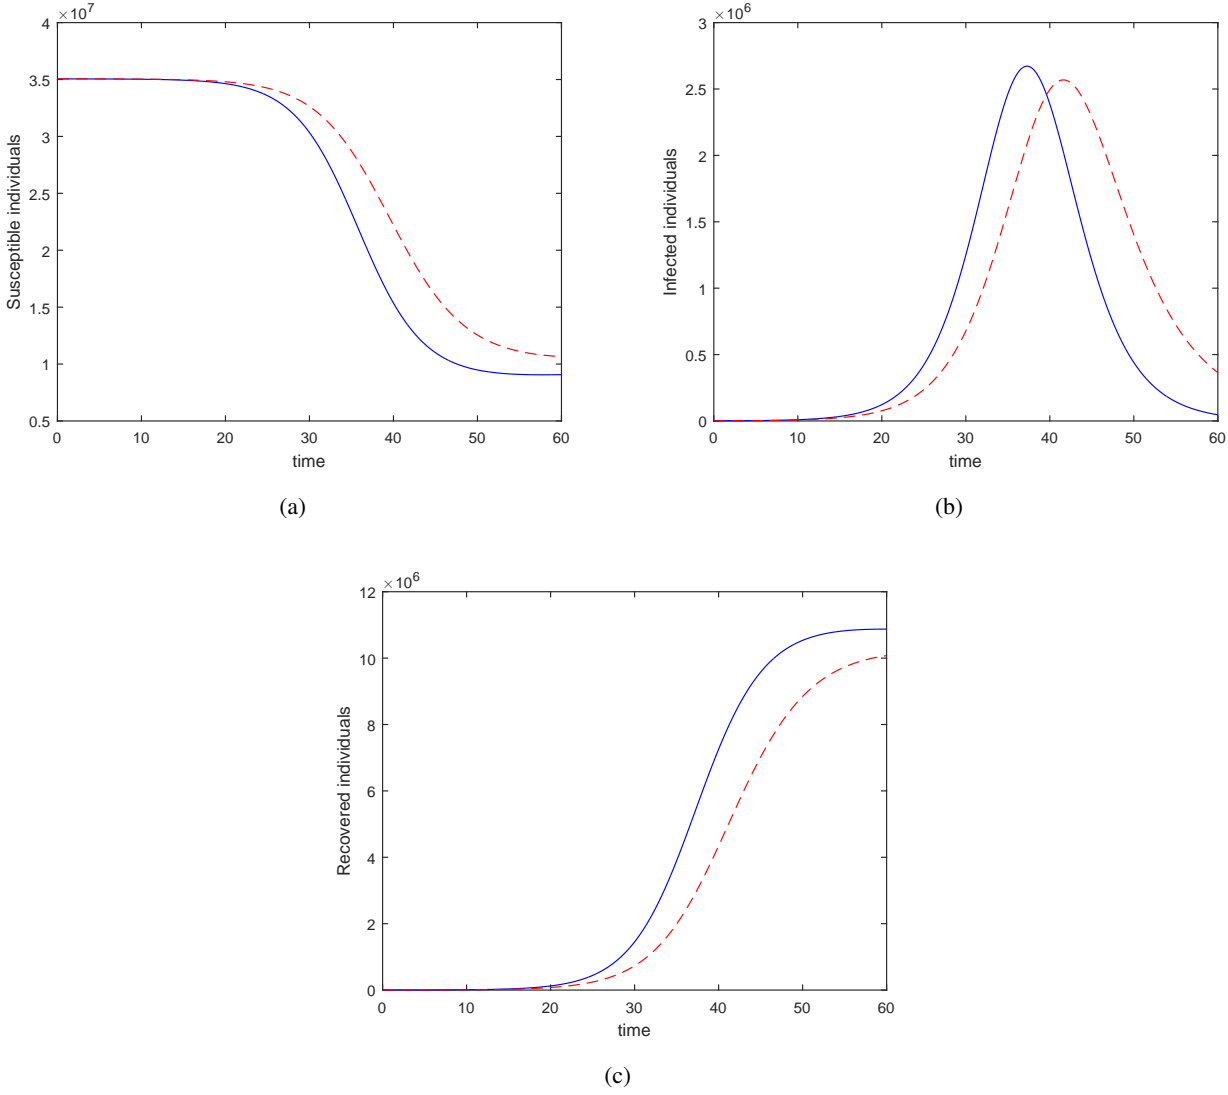 ×10^7
4
3.5
3
2.5
2
1.5
1
0.5
Susceptible individuals
0 10 20 30 40 50 60
time
(a)
×10^6
3
2.5
2
1.5
1
0.5
0
Infected individuals
0 10 20 30 40 50 60
time
(b)
×10^6
12
10
8
6
4
2
0
Recovered individuals
0 10 20 30 40 50 60
time
(c)